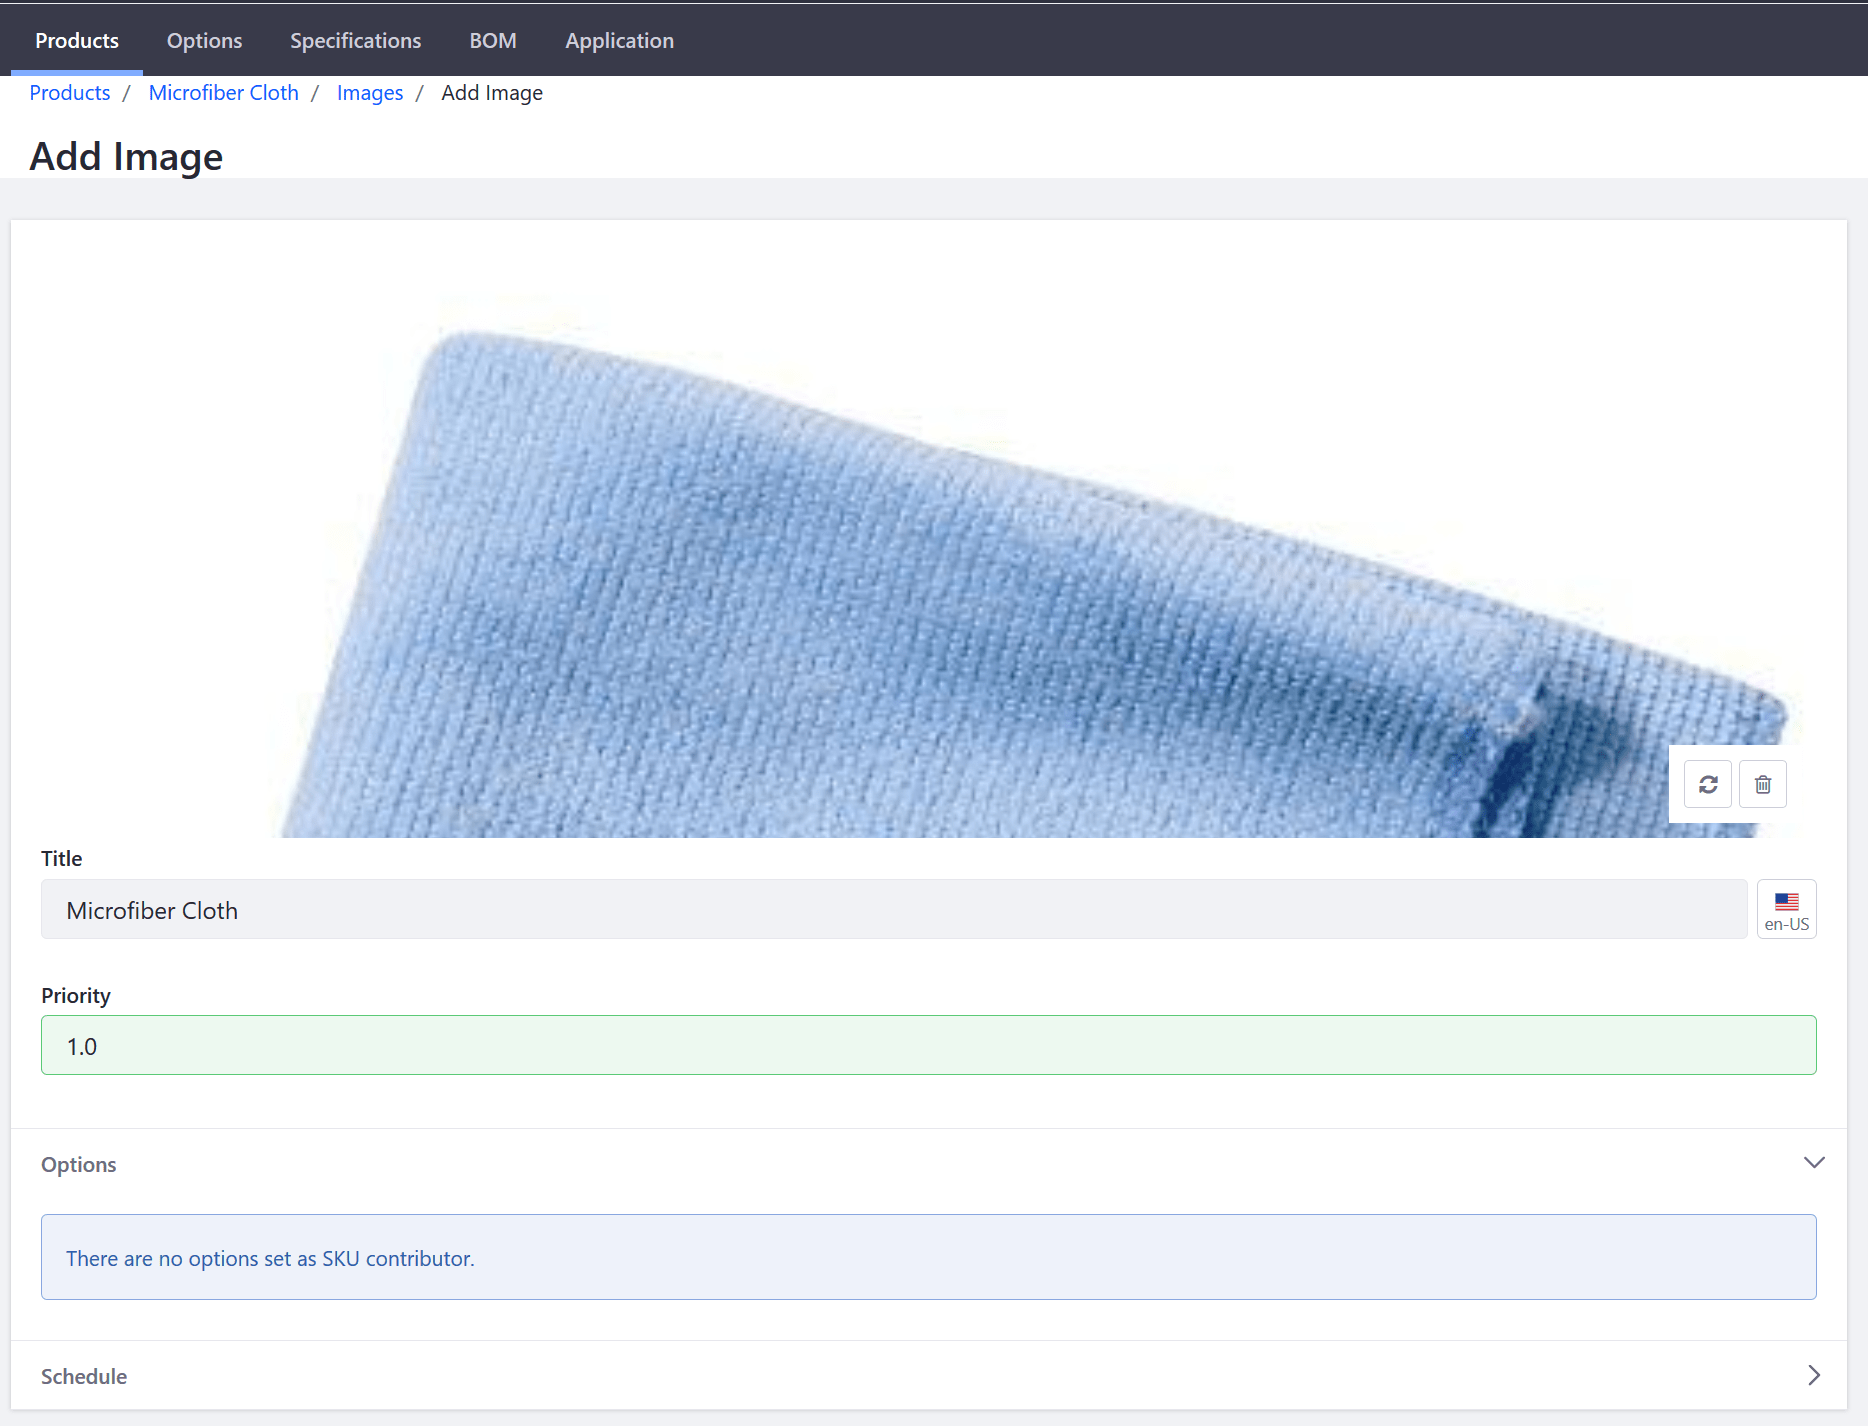 Products Options Specifications BOM Application
Products / Microfiber Cloth / Images / Add Image
Add Image
Title
Microfiber Cloth
en-US
Priority
1.0
Options
There are no options set as SKU contributor.
Schedule